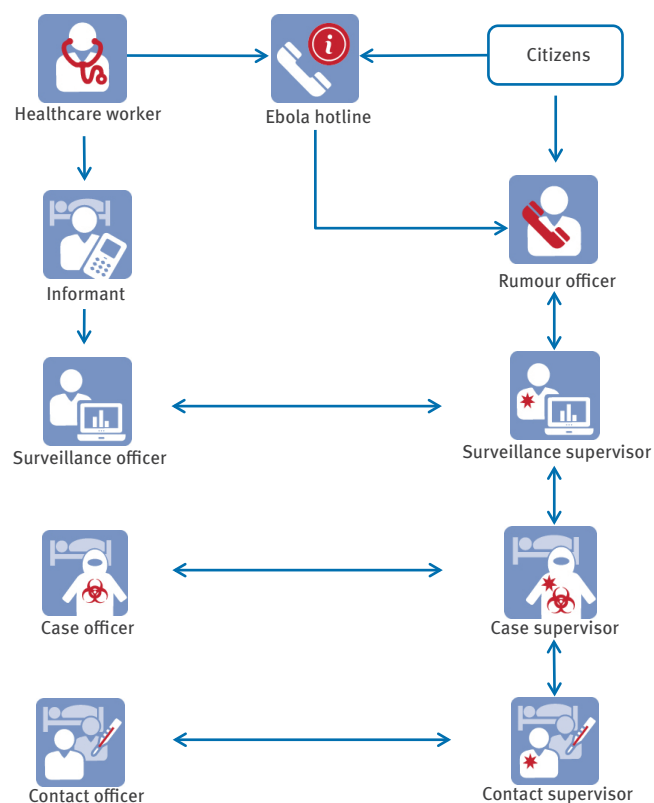 Citizens
Healthcare worker
Ebola hotline
i
Informant
Rumour officer
Surveillance officer
Surveillance supervisor
Case officer
Case supervisor
Contact officer
Contact supervisor